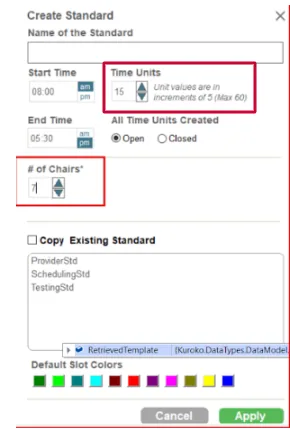 Create Standard
Name of the Standard
Start Time Time Units
08:00 am pm 15 Unit values are in increments of 5 (Max 60)
End Time All Time Units Created
05:30 am pm Open Closed
# of Chairs*
7
Copy Existing Standard
ProviderStd
SchedulingStd
TestingStd
RetrievedTemplate {Kuroko.DataTypes.DataModel.
Default Slot Colors
Cancel Apply